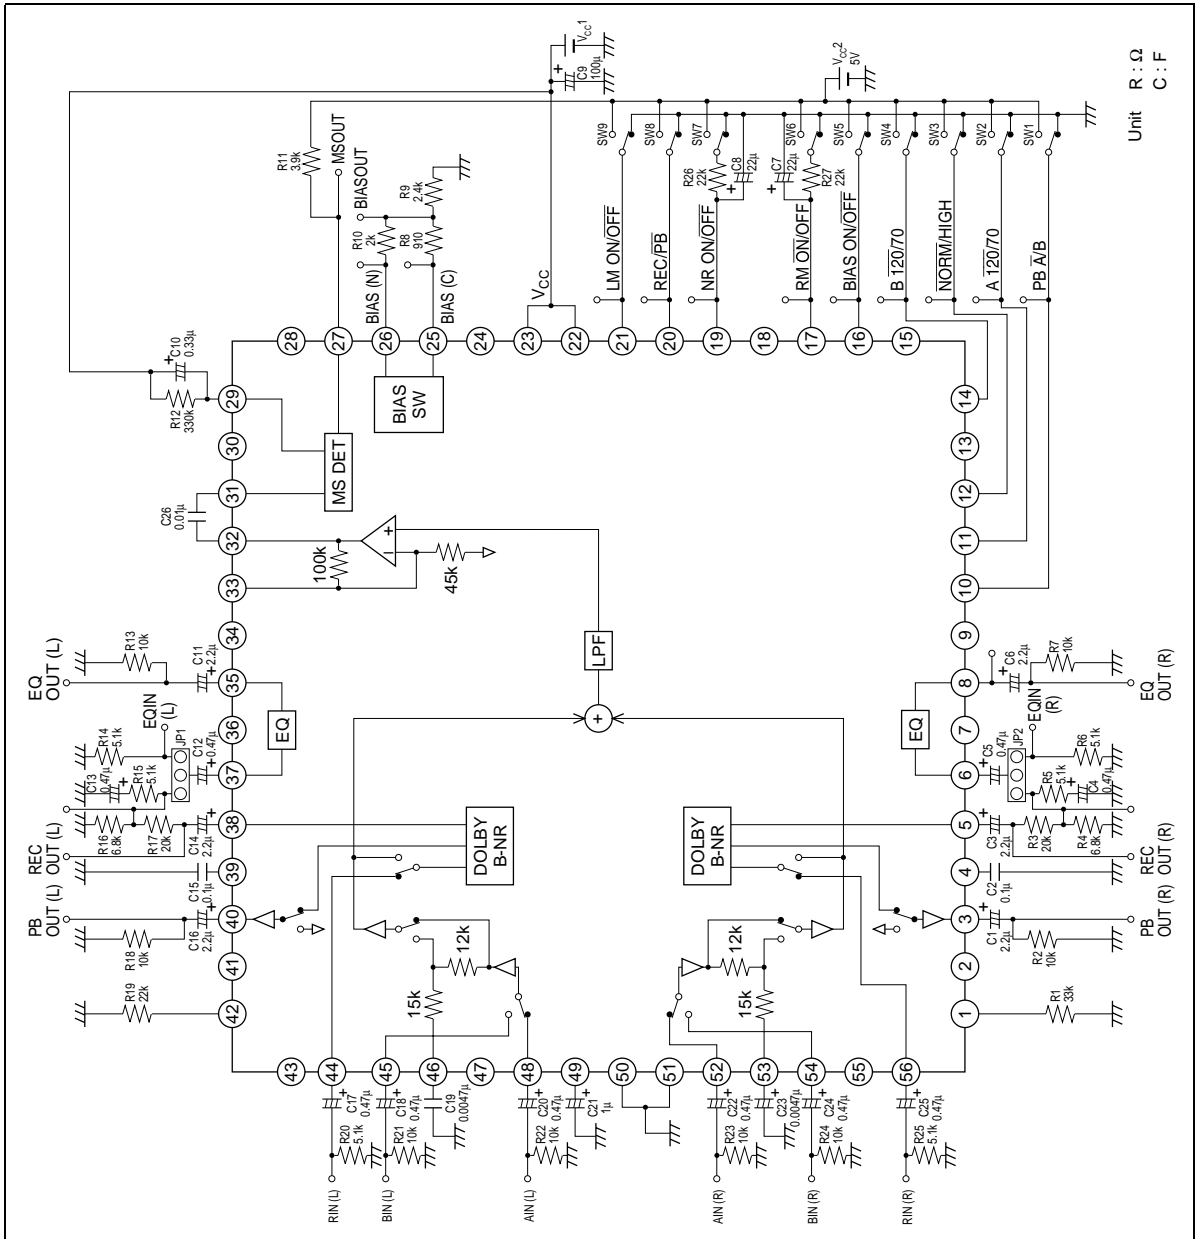 Unit R : Ω
C : F
VCC1
C9
100µ
VCC2
5V
R11
3.9k
MSOUT
BIASOUT
R10
2k
R8
910
R9
2.4k
BIAS (N)
BIAS (C)
VCC
SW9
SW8
SW7
SW6
SW5
SW4
SW3
SW2
SW1
R26
22k
C8
22µ
C7
22µ
R27
22k
LM ON/OFF
REC/PB
NR ON/OFF
RM ON/OFF
BIAS ON/OFF
B 120/70
NORM/HIGH
A 120/70
PB A/B
28
27
26
25
24
23
22
21
20
19
18
17
16
15
C10
0.33µ
R12
330k
29
30
31
32
33
34
35
36
37
38
39
40
41
42
C26
0.01µ
MS DET
BIAS
SW
100k
45k
LPF
+
EQ
EQ
DOLBY
B-NR
DOLBY
B-NR
12k
15k
12k
15k
14
13
12
11
10
9
8
7
6
5
4
3
2
1
EQ
OUT (L)
R13
10k
C11
2.2µ
EQIN
(L)
R14
5.1k
JP1
C12
0.47µ
C13
0.47µ
R15
5.1k
R16
6.8k
R17
20k
C14
2.2µ
REC
OUT (L)
C15
0.1µ
PB
OUT (L)
C16
2.2µ
R18
10k
R19
22k
C6
2.2µ
R7
10k
EQ
OUT (R)
EQIN
(R)
C5
0.47µ
JP2
R6
5.1k
R5
5.1k
C4
0.47µ
C3
2.2µ
R3
20k
R4
6.8k
REC
OUT (R)
C2
0.1µ
C1
2.2µ
R2
10k
PB
OUT (R)
R1
33k
43
44
45
46
47
48
49
50
51
52
53
54
55
56
C17
0.47µ
C18
0.47µ
C19
0.0047µ
C20
0.47µ
C21
1µ
C22
0.47µ
C23
0.0047µ
C24
0.47µ
C25
0.47µ
R20
5.1k
R21
10k
R22
10k
R23
10k
R24
10k
R25
5.1k
RIN (L)
BIN (L)
AIN (L)
AIN (R)
BIN (R)
RIN (R)